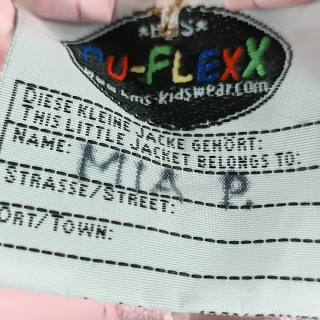 BU-FLEXX
www.bms-kidswear.com
DIESE KLEINE JACKE GEHÖRT:
THIS LITTLE JACKET BELONGS TO:
NAME: MIA P.
STRASSE/STREET:
ORT/TOWN: